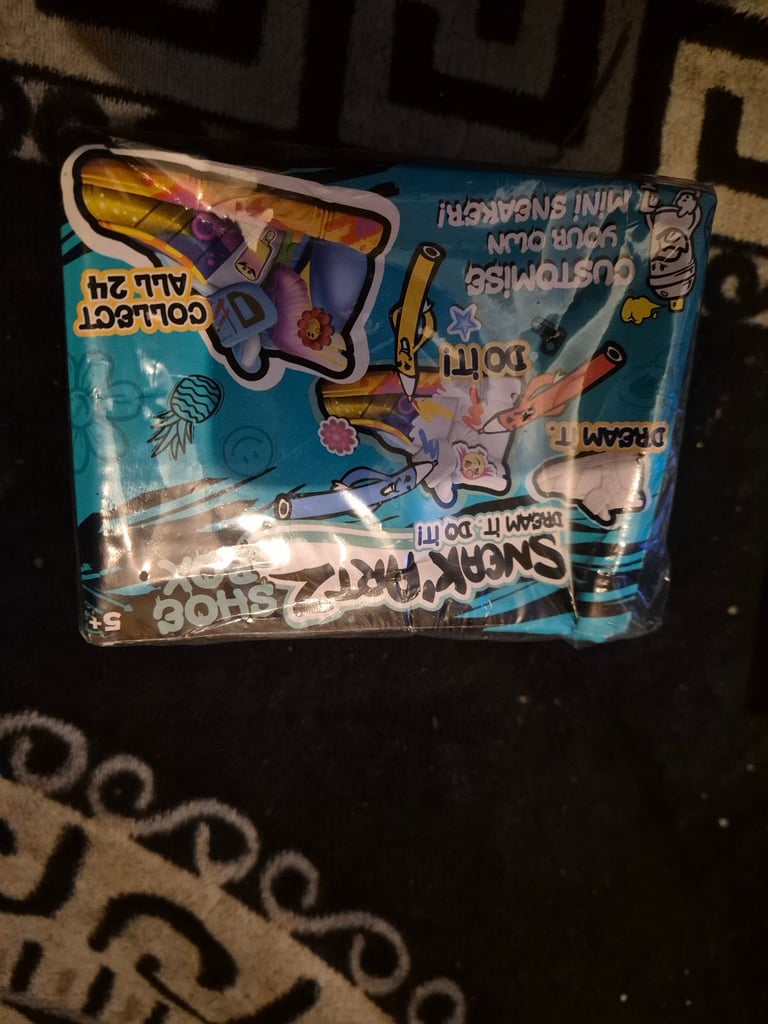 5+
SHOE
BOX
SNEAK'ARTZ
DREAM IT. DO IT!
DREAM IT.
DO IT!
COLLECT
ALL 24
CUSTOMISE
YOUR OWN
MINI SNEAKER!